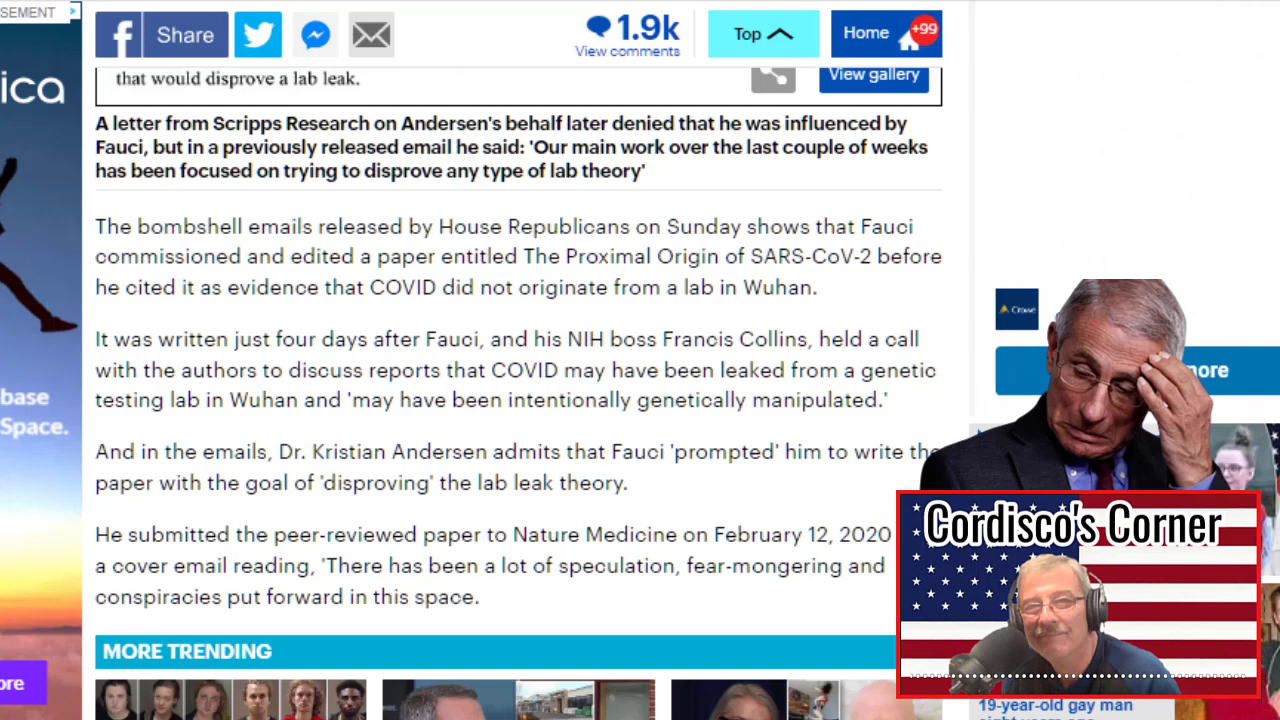 SEMENT
ica
base
Space.
ore
Share
1.9k
View comments
Top
Home
+99
that would disprove a lab leak.
View gallery
A letter from Scripps Research on Andersen's behalf later denied that he was influenced by
Fauci, but in a previously released email he said: 'Our main work over the last couple of weeks
has been focused on trying to disprove any type of lab theory'
The bombshell emails released by House Republicans on Sunday shows that Fauci
commissioned and edited a paper entitled The Proximal Origin of SARS-CoV-2 before
he cited it as evidence that COVID did not originate from a lab in Wuhan.
It was written just four days after Fauci, and his NIH boss Francis Collins, held a call
with the authors to discuss reports that COVID may have been leaked from a genetic
testing lab in Wuhan and 'may have been intentionally genetically manipulated.'
And in the emails, Dr. Kristian Andersen admits that Fauci 'prompted' him to write the
paper with the goal of 'disproving' the lab leak theory.
He submitted the peer-reviewed paper to Nature Medicine on February 12, 2020
a cover email reading, 'There has been a lot of speculation, fear-mongering and
conspiracies put forward in this space.
MORE TRENDING
Crowe
more
Cordisco's Corner
19-year-old gay man
eight years ago